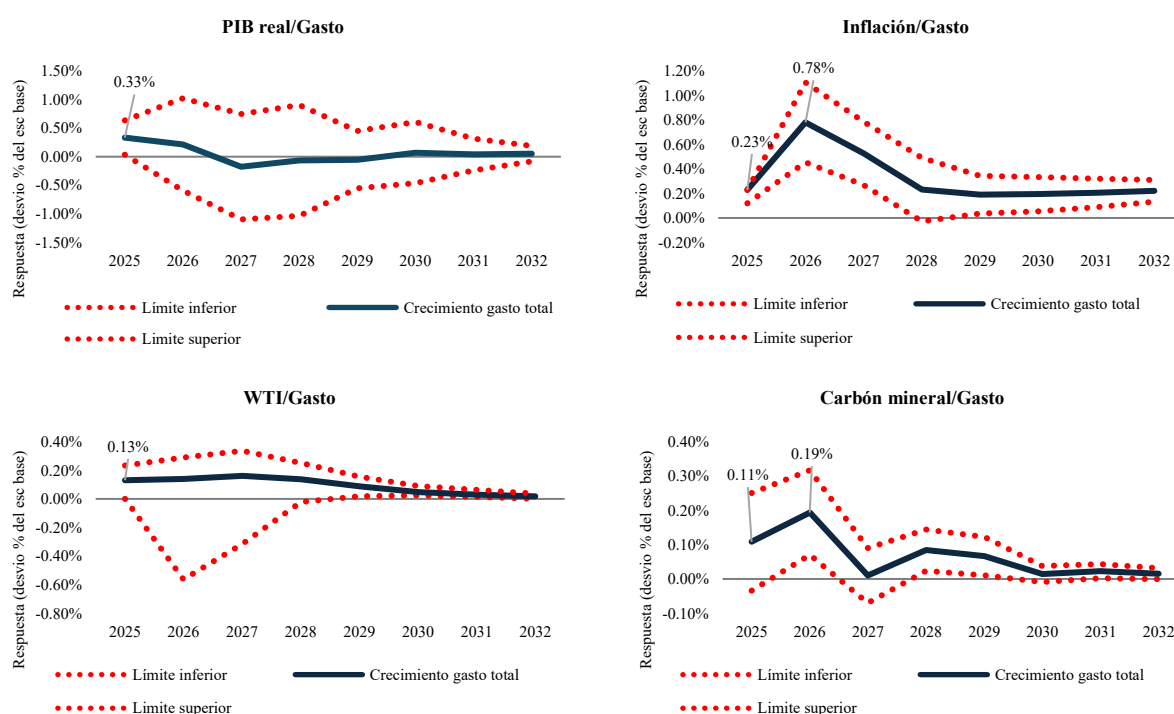 PIB real/Gasto
Respuesta (desvio % del esc base)
1.50%
1.00%
0.50%
0.00%
-0.50%
-1.00%
-1.50%
0.33%
2025 2026 2027 2028 2029 2030 2031 2032
Límite inferior
Crecimiento gasto total
Limite superior
Inflación/Gasto
Respuesta (desvio % del esc base)
1.20%
1.00%
0.80%
0.60%
0.40%
0.20%
0.00%
-0.20%
0.23%
0.78%
2025 2026 2027 2028 2029 2030 2031 2032
Límite inferior
Crecimiento gasto total
Limite superior
WTI/Gasto
Respuesta (desvio % del esc base)
0.40%
0.20%
0.00%
-0.20%
-0.40%
-0.60%
-0.80%
0.13%
2025 2026 2027 2028 2029 2030 2031 2032
Límite inferior
Crecimiento gasto total
Limite superior
Carbón mineral/Gasto
Respuesta (desvio % del esc base)
0.40%
0.30%
0.20%
0.10%
0.00%
-0.10%
0.11%
0.19%
2025 2026 2027 2028 2029 2030 2031 2032
Límite inferior
Crecimiento gasto total
Limite superior